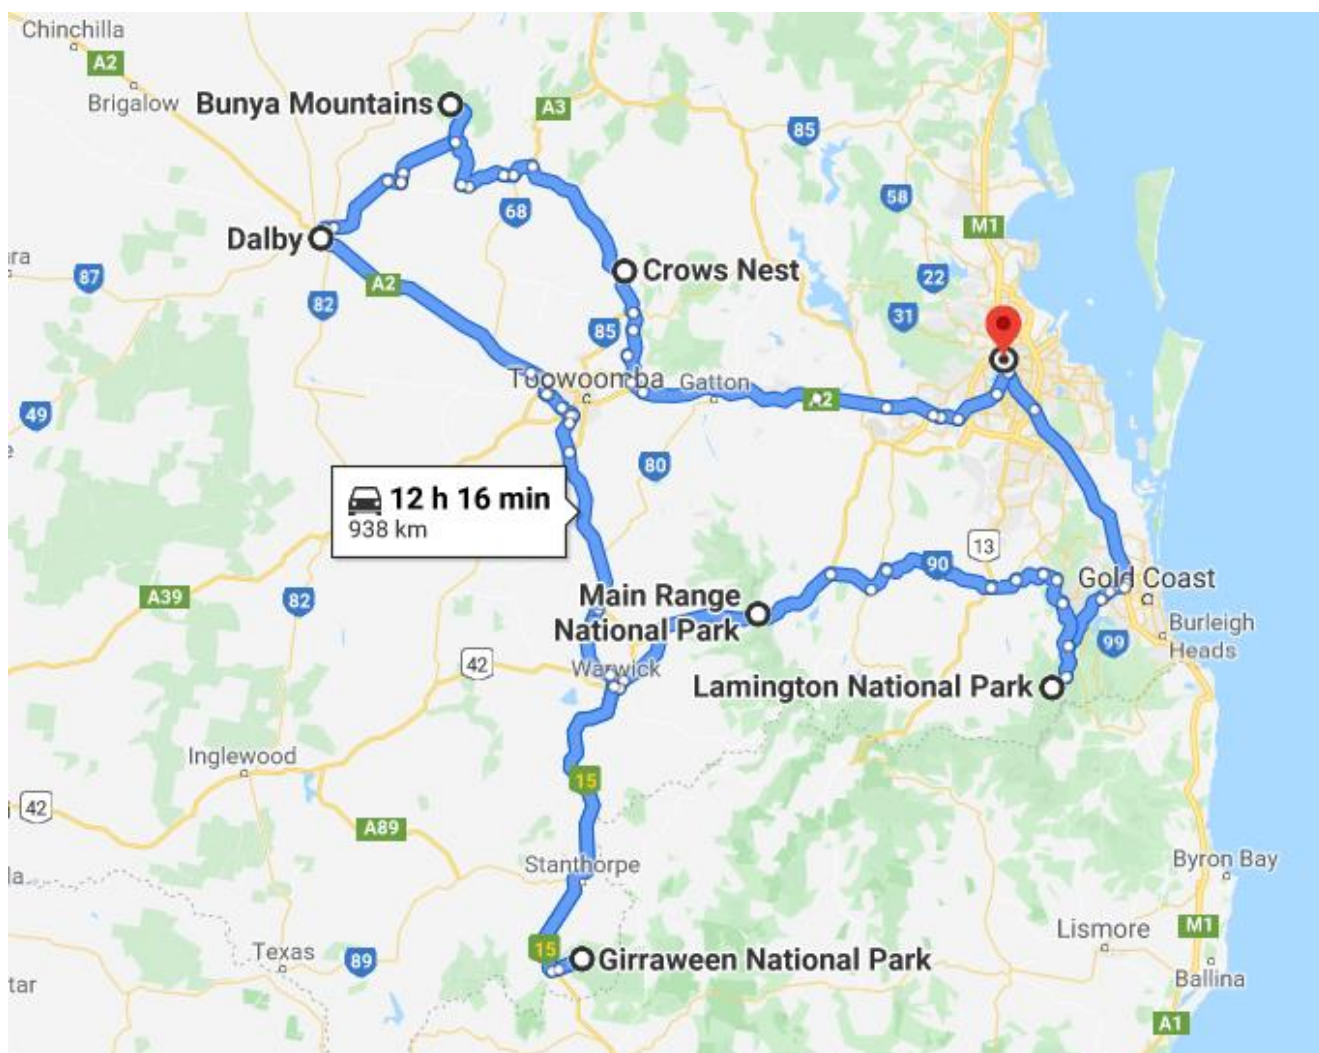 Chinchilla
A2
Brigalow
Bunya Mountains
A3
85
68
58
M1
Dalby
ra
87
A2
82
Crows Nest
22
31
85
Toowoomba
Gatton
A2
49
e
80
12 h 16 min
938 km
13
90
Gold Coast
A39
82
Main Range
National Park
Burleigh
Heads
99
42
Warwick
Lamington National Park
Inglewood
15
42
A89
Stanthorpe
la
Byron Bay
Lismore
M1
15
Girraween National Park
Texas
89
Ballina
tar
A1